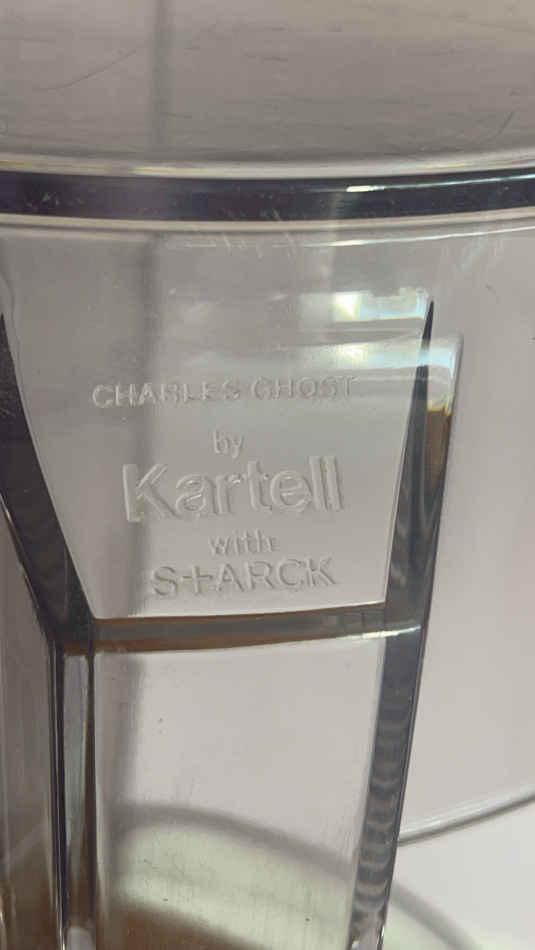 CHARLES GHOST
by
Kartell
with
S+ARCK